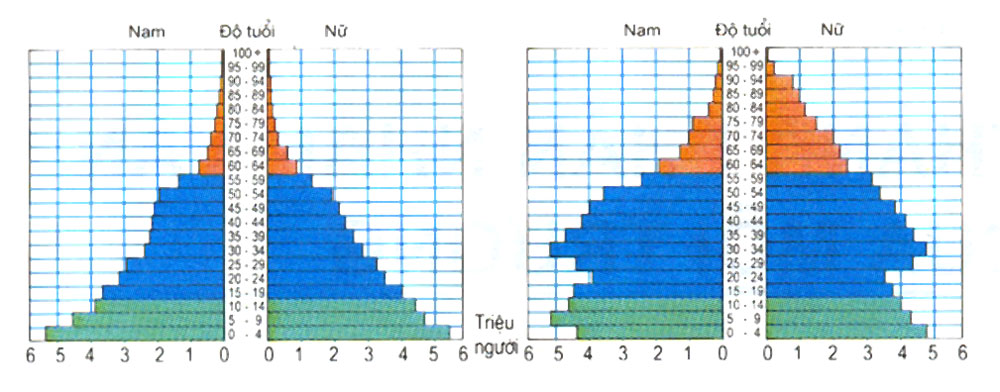 Nam Độ tuổi Nữ
100 +
95 - 99
90 - 94
85 - 89
80 - 84
75 - 79
70 - 74
65 - 69
60 - 64
55 - 59
50 - 54
45 - 49
40 - 44
35 - 39
30 - 34
25 - 29
20 - 24
15 - 19
10 - 14
5 - 9
0 - 4
6 5 4 3 2 1 0 0 1 2 3 4 5 6
Triêu
người
Nam Độ tuổi Nữ
100 +
95 - 99
90 - 94
85 - 89
80 - 84
75 - 79
70 - 74
65 - 69
60 - 64
55 - 59
50 - 54
45 - 49
40 - 44
35 - 39
30 - 34
25 - 29
20 - 24
15 - 19
10 - 14
5 - 9
0 - 4
6 5 4 3 2 1 0 0 1 2 3 4 5 6